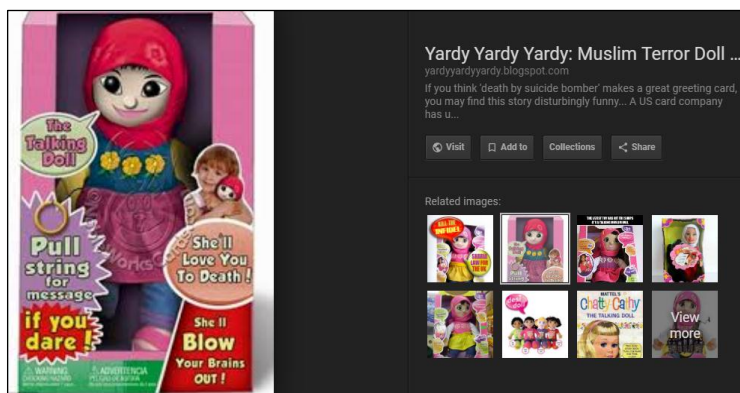 The
Talking
Doll
Pull
string
for
message
if you
dare!
She'll
Love You
To Death!
She'll
Blow
Your Brains
OUT!
WARNING
ADVERTENCIA
Yardy Yardy Yardy: Muslim Terror Doll ...
yardyyardyyardy.blogspot.com
If you think 'death by suicide bomber' makes a great greeting card,
you may find this story disturbingly funny... A US card company
has u...
Visit
Add to
Collections
Share
Related images:
MATTEL'S
Chatty Cathy
THE TALKING DOLL
View
more